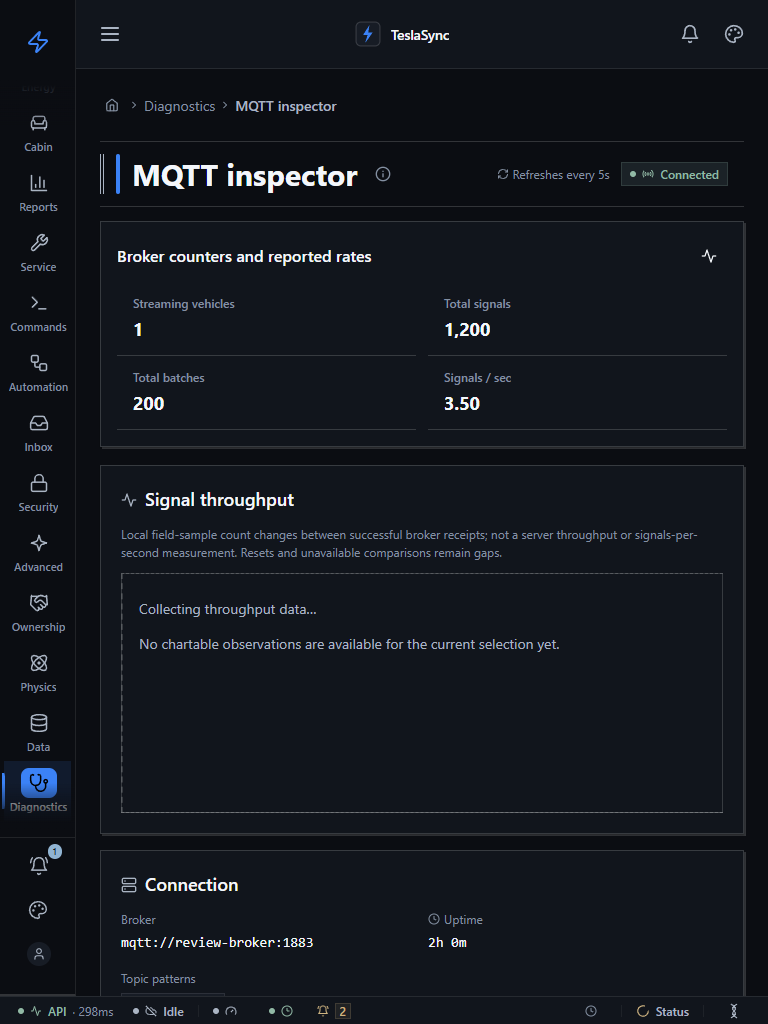 TeslaSync
Diagnostics
MQTT inspector
MQTT inspector
Refreshes every 5s
Connected
Broker counters and reported rates
Streaming vehicles
1
Total signals
1,200
Total batches
200
Signals / sec
3.50
Signal throughput
Local field-sample count changes between successful broker receipts; not a server throughput or signals-per-
second measurement. Resets and unavailable comparisons remain gaps.
Collecting throughput data...
No chartable observations are available for the current selection yet.
Connection
Broker
mqtt://review-broker:1883
Uptime
2h 0m
Topic patterns
Energy
Cabin
Reports
Service
Commands
Automation
Inbox
Security
Advanced
Ownership
Physics
Data
Diagnostics
1
API · 298ms
Idle
2
Status